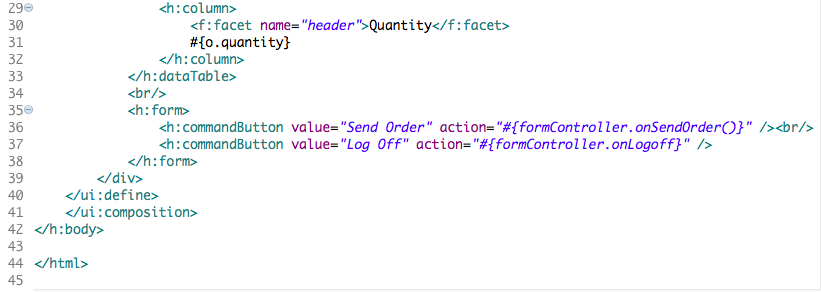 29 <h:column>
30 <f:facet name="header">Quantity</f:facet>
31 #{o.quantity}
32 </h:column>
33 </h:dataTable>
34 <br/>
35 <h:form>
36 <h:commandButton value="Send Order" action="#{formController.onSendOrder()}" /><br/>
37 <h:commandButton value="Log Off" action="#{formController.onLogoff}" />
38 </h:form>
39 </div>
40 </ui:define>
41 </ui:composition>
42 </h:body>
43
44 </html>
45